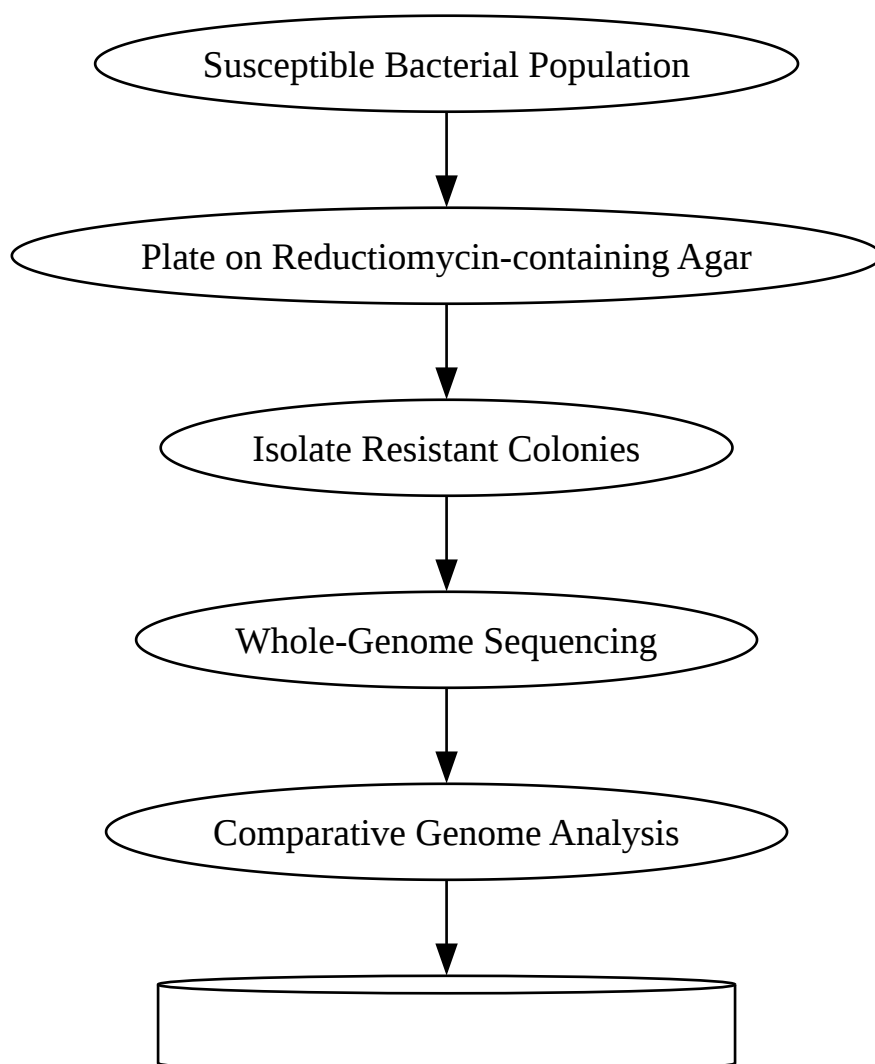 Susceptible Bacterial Population
Plate on Reductiomycin-containing Agar
Isolate Resistant Colonies
Whole-Genome Sequencing
Comparative Genome Analysis